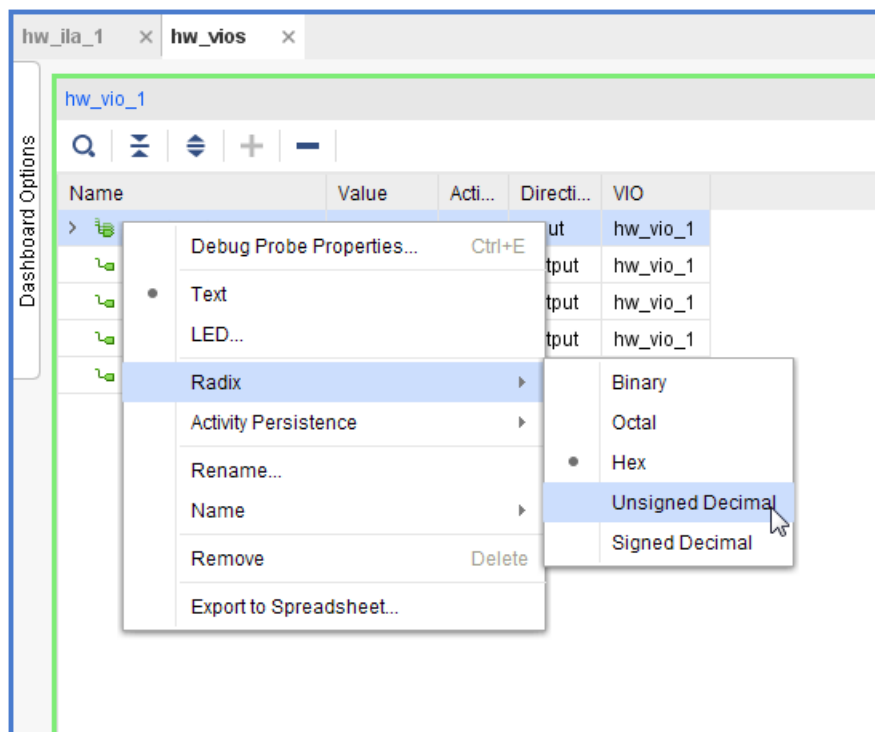 hw_ila_1 × hw_vios ×
Dashboard Options
hw_vio_1
Name Value Acti... Directi... VIO
ut hw_vio_1
tput hw_vio_1
tput hw_vio_1
tput hw_vio_1
Debug Probe Properties... Ctrl+E
Text
LED...
Radix
Activity Persistence
Rename...
Name
Remove Delete
Export to Spreadsheet...
Binary
Octal
Hex
Unsigned Decimal
Signed Decimal